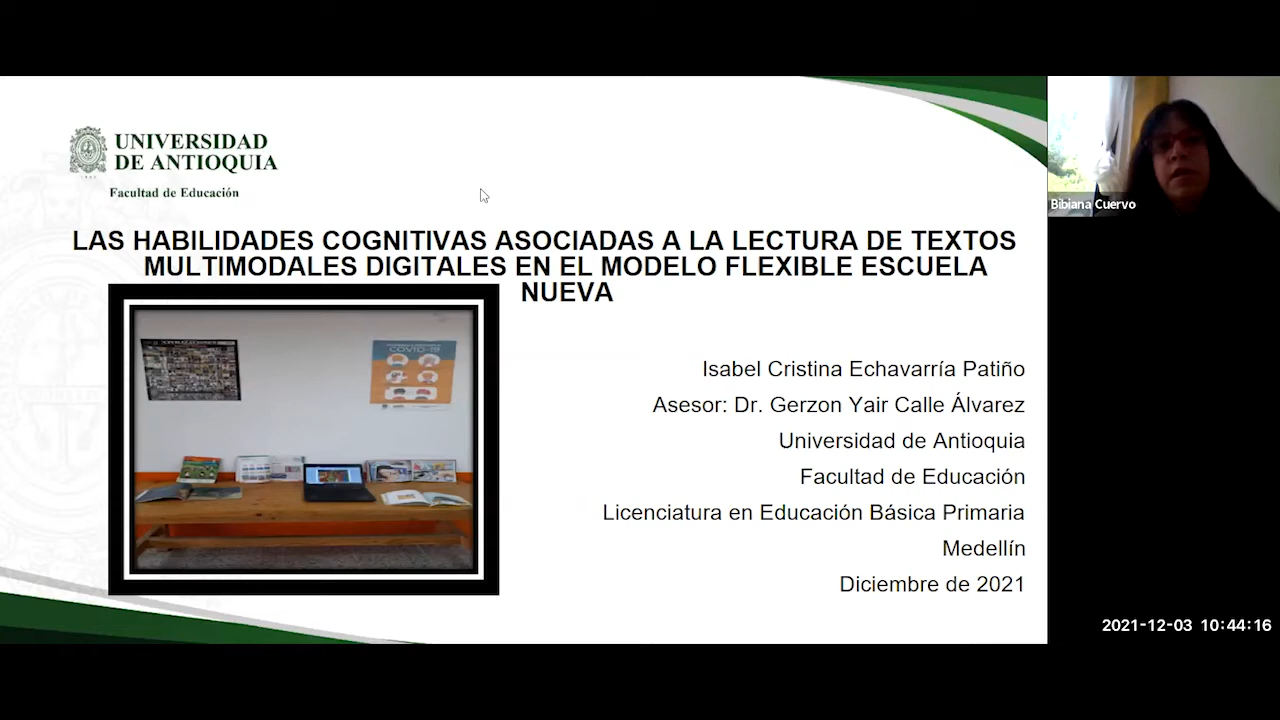 UNIVERSIDAD
DE ANTIOQUIA
Facultad de Educación
LAS HABILIDADES COGNITIVAS ASOCIADAS A LA LECTURA DE TEXTOS
MULTIMODALES DIGITALES EN EL MODELO FLEXIBLE ESCUELA
NUEVA
COVID-19
Isabel Cristina Echavarría Patiño
Asesor: Dr. Gerzon Yair Calle Álvarez
Universidad de Antioquia
Facultad de Educación
Licenciatura en Educación Básica Primaria
Medellín
Diciembre de 2021
Bibiana Cuervo
2021-12-03 10:44:16